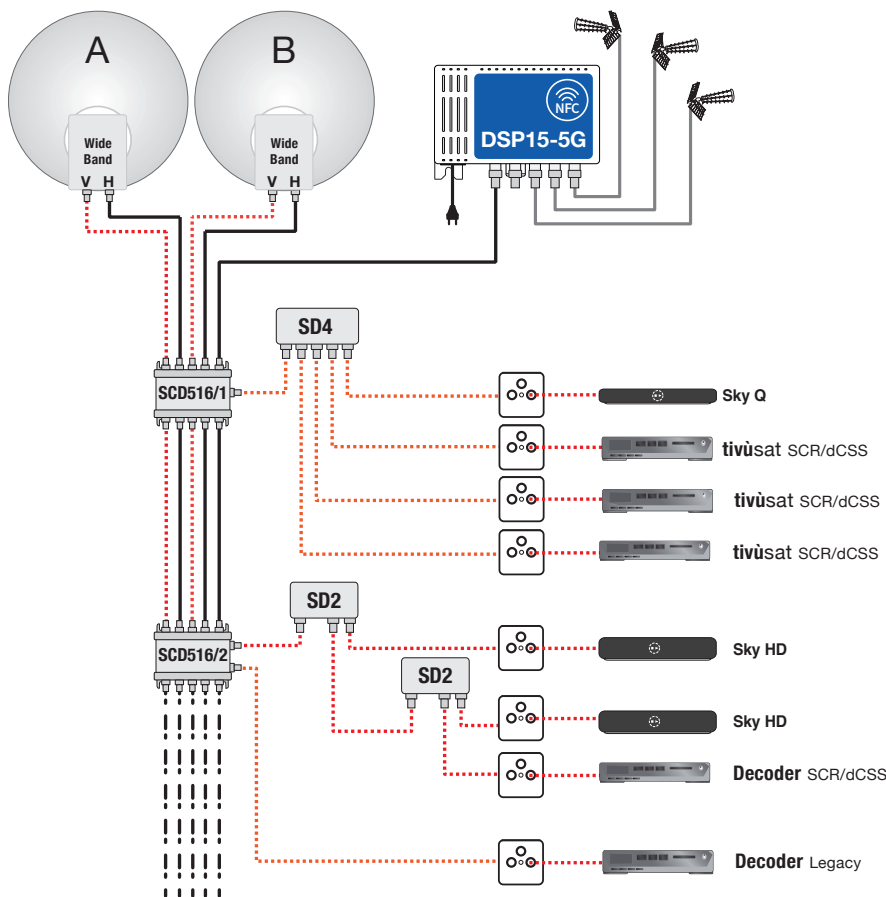 A
B
Wide
Band
V H
Wide
Band
V H
NFC
DSP15-5G
SD4
SCD516/1
Sky Q
tivùsat SCR/dCSS
tivùsat SCR/dCSS
tivùsat SCR/dCSS
SD2
SCD516/2
Sky HD
SD2
Sky HD
Decoder SCR/dCSS
Decoder Legacy